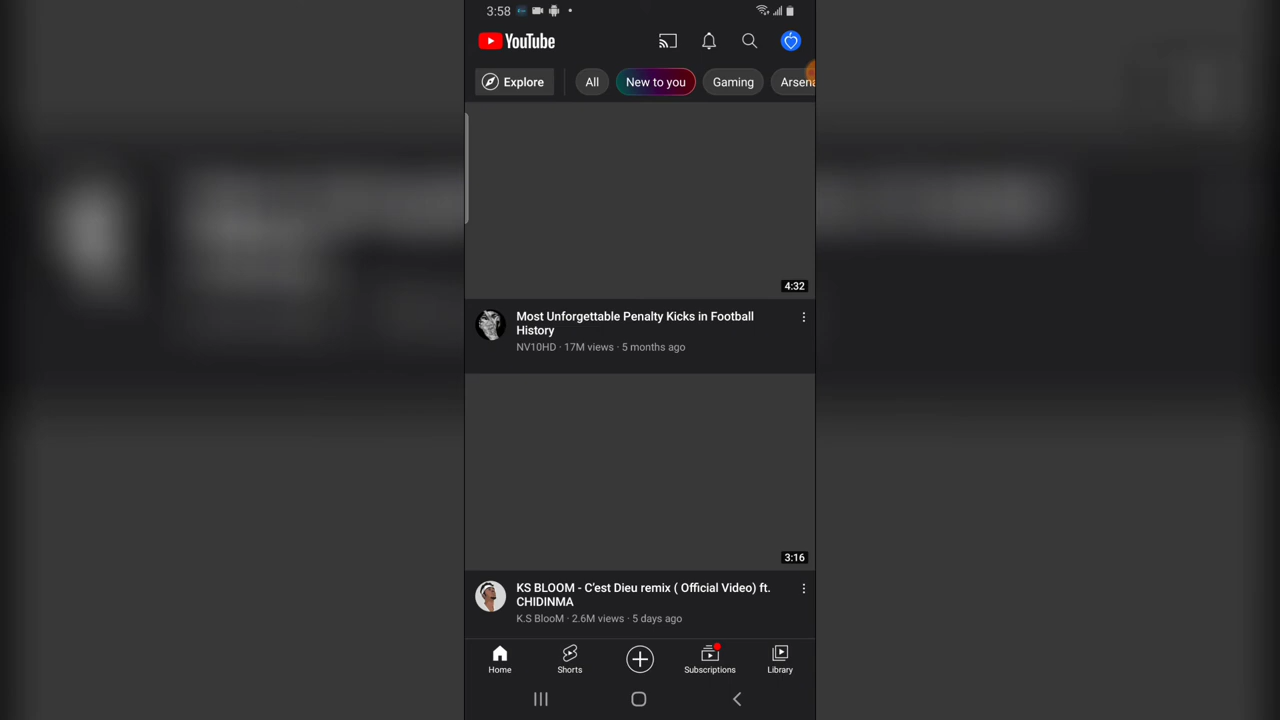 3:58
YouTube
Explore
All
New to you
Gaming
Arsena
4:32
Most Unforgettable Penalty Kicks in Football
History
NV10HD · 17M views · 5 months ago
3:16
KS BLOOM - C'est Dieu remix ( Official Video) ft.
CHIDINMA
K.S BlooM · 2.6M views · 5 days ago
Home
Shorts
Subscriptions
Library